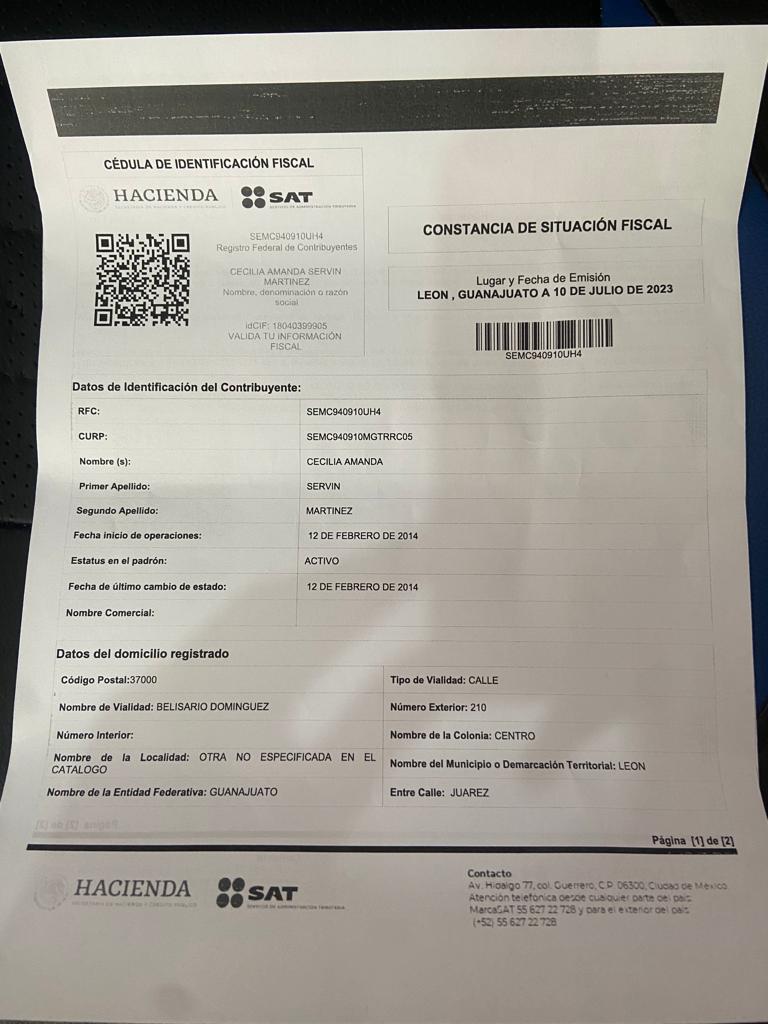 CÉDULA DE IDENTIFICACIÓN FISCAL
HACIENDA
SECRETARÍA DE HACIENDA Y CRÉDITO PÚBLICO
SAT
SERVICIO DE ADMINISTRACIÓN TRIBUTARIA
SEMC940910UH4
Registro Federal de Contribuyentes
CECILIA AMANDA SERVIN
MARTINEZ
Nombre, denominación o razón
social
idCIF: 18040399905
VALIDA TU INFORMACIÓN
FISCAL
CONSTANCIA DE SITUACIÓN FISCAL
Lugar y Fecha de Emisión
LEON , GUANAJUATO A 10 DE JULIO DE 2023
SEMC940910UH4
Datos de Identificación del Contribuyente:
RFC: SEMC940910UH4
CURP: SEMC940910MGTRRC05
Nombre (s): CECILIA AMANDA
Primer Apellido: SERVIN
Segundo Apellido: MARTINEZ
Fecha inicio de operaciones: 12 DE FEBRERO DE 2014
Estatus en el padrón: ACTIVO
Fecha de último cambio de estado: 12 DE FEBRERO DE 2014
Nombre Comercial:
Datos del domicilio registrado
Código Postal:37000 Tipo de Vialidad: CALLE
Nombre de Vialidad: BELISARIO DOMINGUEZ Número Exterior: 210
Número Interior: Nombre de la Colonia: CENTRO
Nombre de la Localidad: OTRA NO ESPECIFICADA EN EL
CATALOGO
Nombre del Municipio o Demarcación Territorial: LEON
Nombre de la Entidad Federativa: GUANAJUATO Entre Calle: JUAREZ
Página [2] de [2]
Página [1] de [2]
HACIENDA
SECRETARÍA DE HACIENDA Y CRÉDITO PÚBLICO
SAT
SERVICIO DE ADMINISTRACIÓN TRIBUTARIA
Contacto
Av. Hidalgo 77, col. Guerrero, C.P. 06300, Ciudad de México.
Atención telefónica desde cualquier parte del país:
MarcaSAT 55 627 22 728 y para el exterior del país
(+52) 55 627 22 728